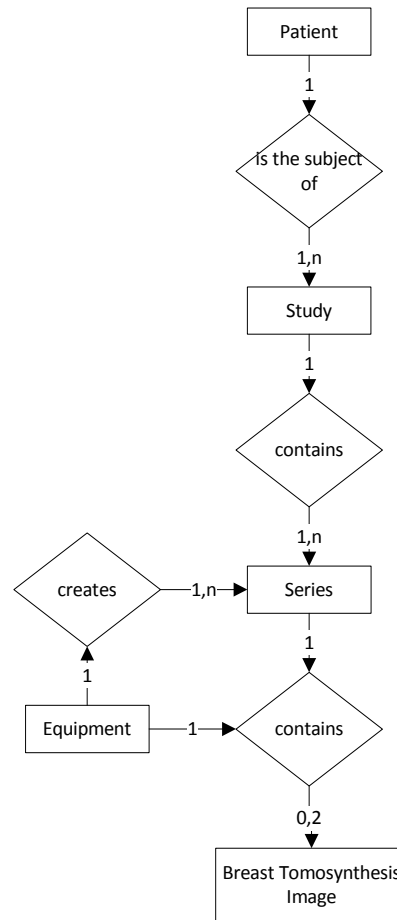 Patient
1
is the subject
of
1,n
Study
1
contains
1,n
creates
1,n
Series
1
1
Equipment
1
contains
0,2
Breast Tomosynthesis
Image